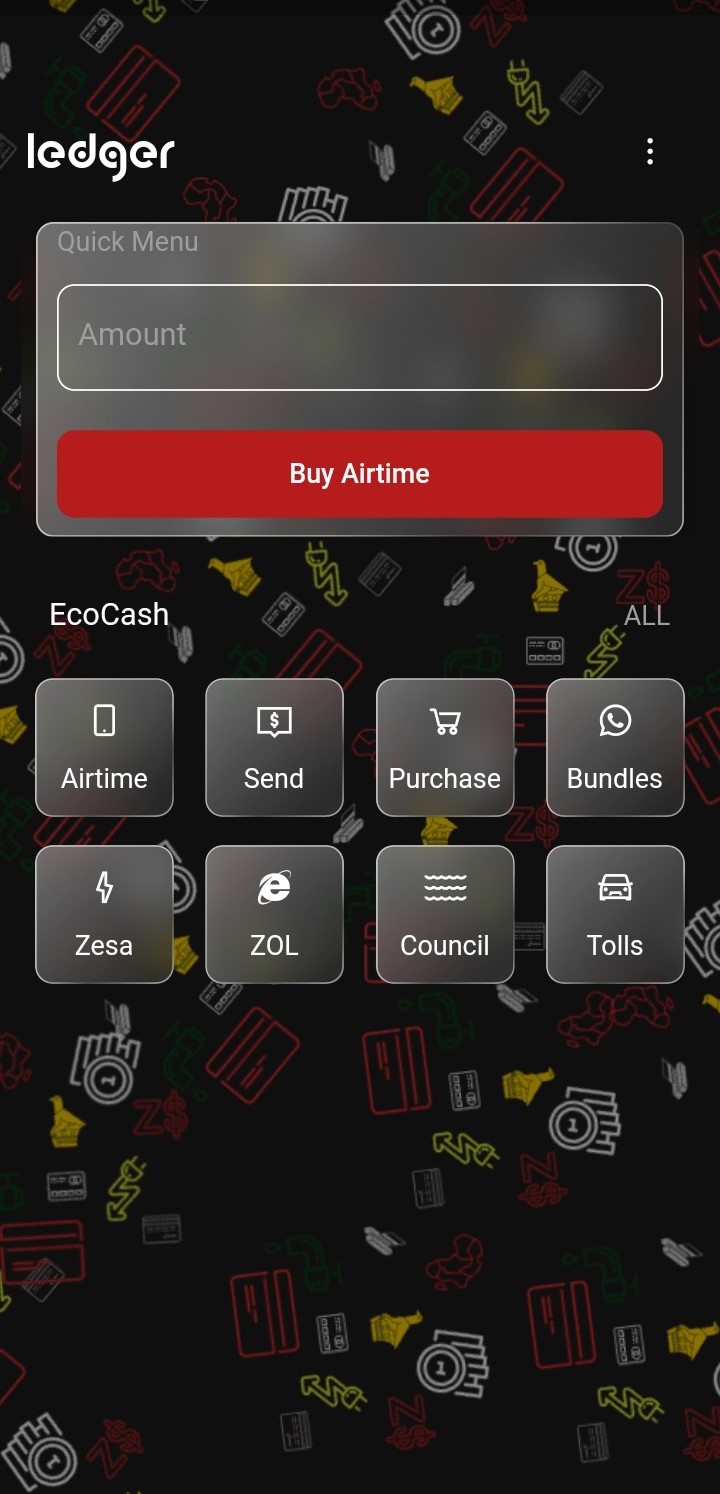 ledger
Quick Menu
Amount
Buy Airtime
EcoCash
ALL
Airtime
Send
Purchase
Bundles
Zesa
ZOL
Council
Tolls